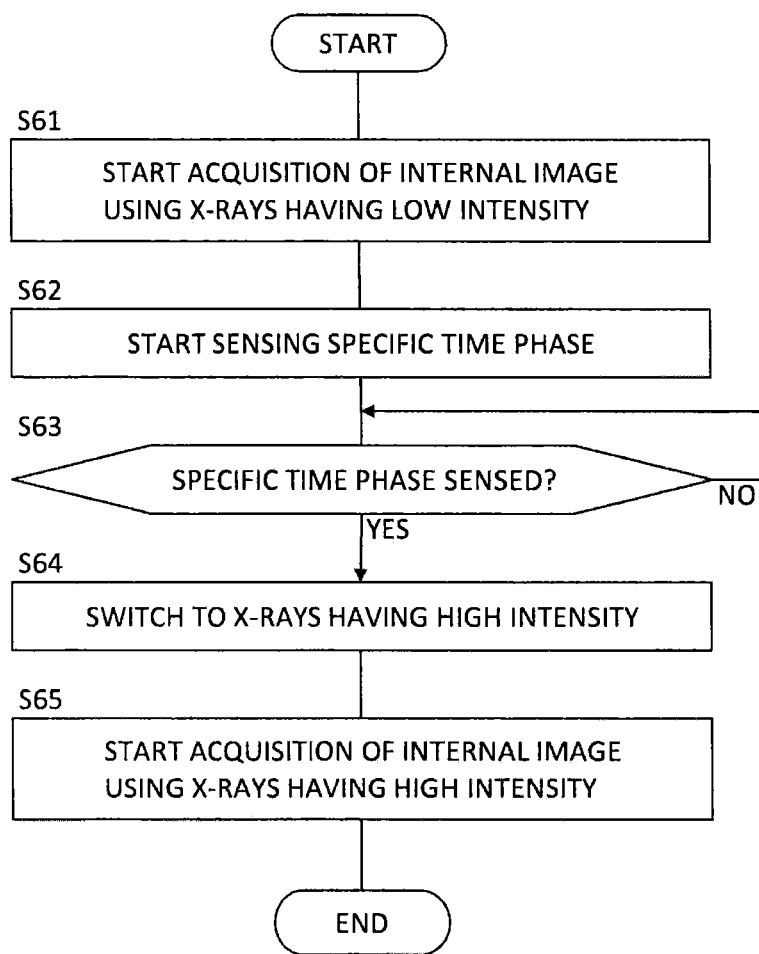 START
S61
START ACQUISITION OF INTERNAL IMAGE
USING X-RAYS HAVING LOW INTENSITY
S62
START SENSING SPECIFIC TIME PHASE
S63
SPECIFIC TIME PHASE SENSED?
NO
YES
S64
SWITCH TO X-RAYS HAVING HIGH INTENSITY
S65
START ACQUISITION OF INTERNAL IMAGE
USING X-RAYS HAVING HIGH INTENSITY
END